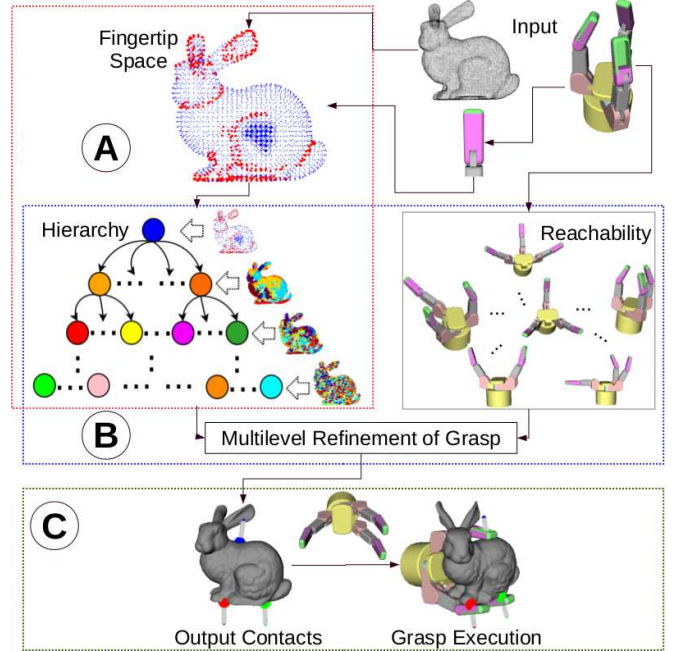 Fingertip
Space
Input
A
Hierarchy
Reachability
B
Multilevel Refinement of Grasp
C
Output Contacts
Grasp Execution